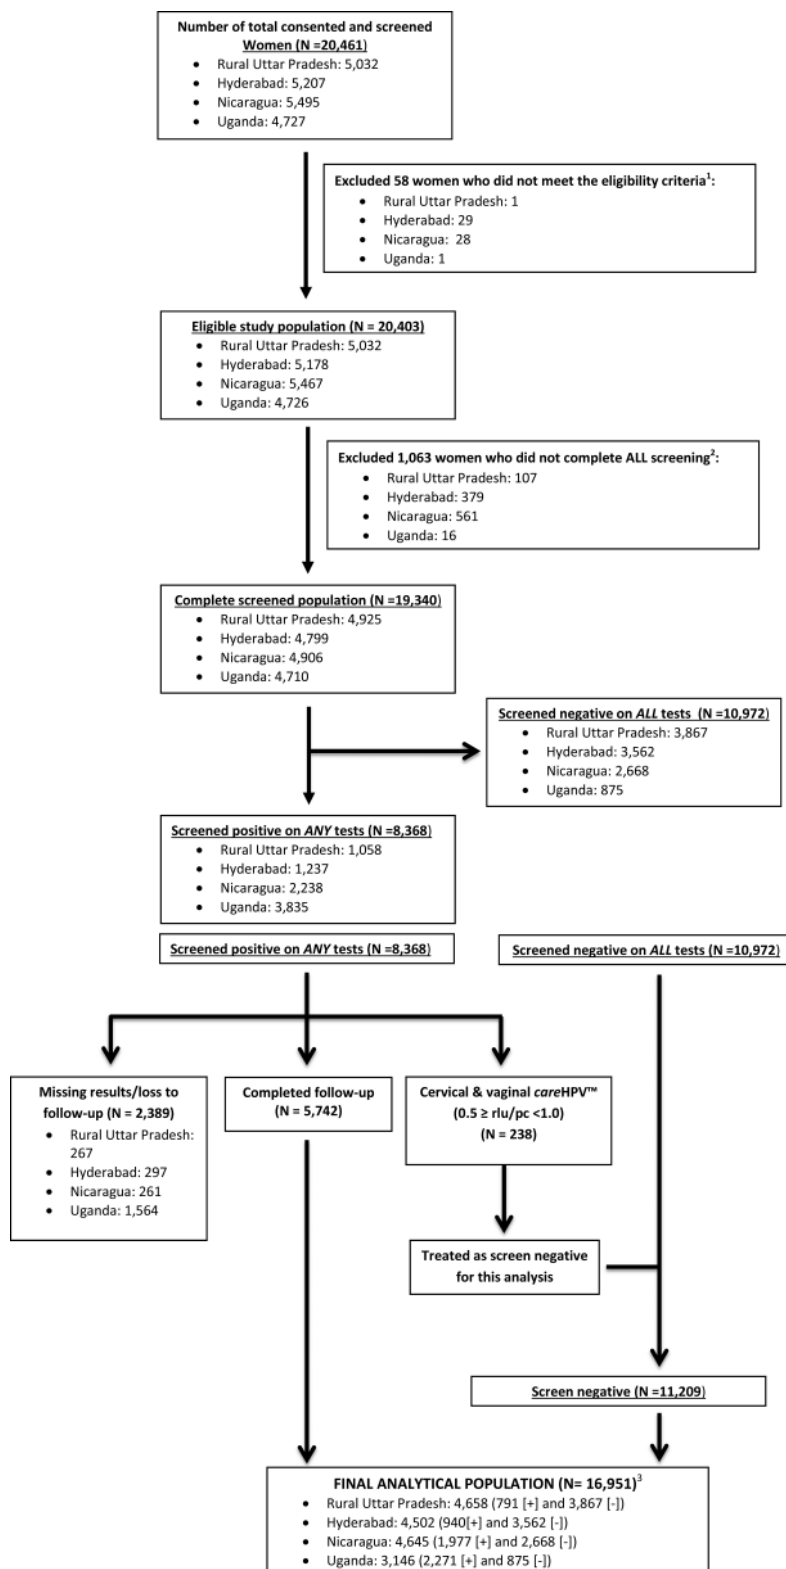 Number of total consented and screened
Women (N =20,461)
• Rural Uttar Pradesh: 5,032
• Hyderabad: 5,207
• Nicaragua: 5,495
• Uganda: 4,727
Excluded 58 women who did not meet the eligibility criteria1:
• Rural Uttar Pradesh: 1
• Hyderabad: 29
• Nicaragua: 28
• Uganda: 1
Eligible study population (N = 20,403)
• Rural Uttar Pradesh: 5,032
• Hyderabad: 5,178
• Nicaragua: 5,467
• Uganda: 4,726
Excluded 1,063 women who did not complete ALL screening2:
• Rural Uttar Pradesh: 107
• Hyderabad: 379
• Nicaragua: 561
• Uganda: 16
Complete screened population (N =19,340)
• Rural Uttar Pradesh: 4,925
• Hyderabad: 4,799
• Nicaragua: 4,906
• Uganda: 4,710
Screened negative on ALL tests (N =10,972)
• Rural Uttar Pradesh: 3,867
• Hyderabad: 3,562
• Nicaragua: 2,668
• Uganda: 875
Screened positive on ANY tests (N =8,368)
• Rural Uttar Pradesh: 1,058
• Hyderabad: 1,237
• Nicaragua: 2,238
• Uganda: 3,835
Screened positive on ANY tests (N =8,368)
Screened negative on ALL tests (N =10,972)
Missing results/loss to
follow-up (N = 2,389)
• Rural Uttar Pradesh:
267
• Hyderabad: 297
• Nicaragua: 261
• Uganda: 1,564
Completed follow-up
(N = 5,742)
Cervical & vaginal careHPV™
(0.5 ≥ rlu/pc <1.0)
(N = 238)
Treated as screen negative
for this analysis
Screen negative (N =11,209)
FINAL ANALYTICAL POPULATION (N= 16,951)3
• Rural Uttar Pradesh: 4,658 (791 [+] and 3,867 [-])
• Hyderabad: 4,502 (940[+] and 3,562 [-])
• Nicaragua: 4,645 (1,977 [+] and 2,668 [-])
• Uganda: 3,146 (2,271 [+] and 875 [-])